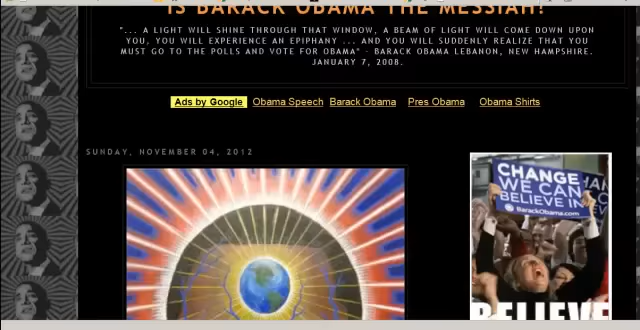 IS BARACK OBAMA THE MESSIAH?
"... A LIGHT WILL SHINE THROUGH THAT WINDOW, A BEAM OF LIGHT WILL COME DOWN UPON
YOU, YOU WILL EXPERIENCE AN EPIPHANY ... AND YOU WILL SUDDENLY REALIZE THAT YOU
MUST GO TO THE POLLS AND VOTE FOR OBAMA" - BARACK OBAMA LEBANON, NEW HAMPSHIRE.
JANUARY 7, 2008.
Ads by Google Obama Speech Barack Obama Pres Obama Obama Shirts
SUNDAY, NOVEMBER 04, 2012
CHANGE
WE CAN
BELIEVE IN
BarackObama.com
BELIEVE